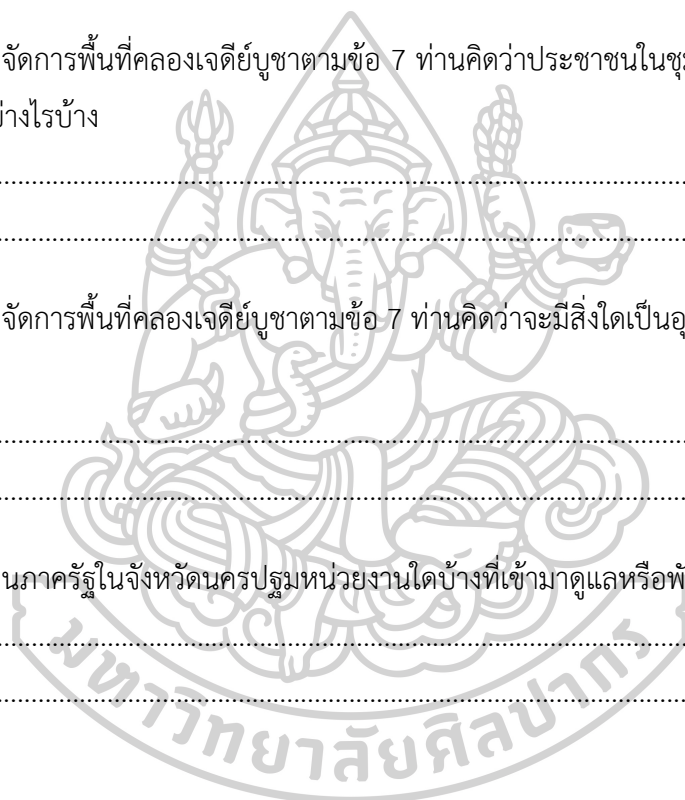 จัดการพื้นที่คลองเจดีย์บูชาตามข้อ 7 ท่านคิดว่าประชาชนในชุม
ย่างไรบ้าง
จัดการพื้นที่คลองเจดีย์บูชาตามข้อ 7 ท่านคิดว่าจะมีสิ่งใดเป็นอุ
นภาครัฐในจังหวัดนครปฐมหน่วยงานใดบ้างที่เข้ามาดูแลหรือพั
มหาวิทยาลัยศิลปากร